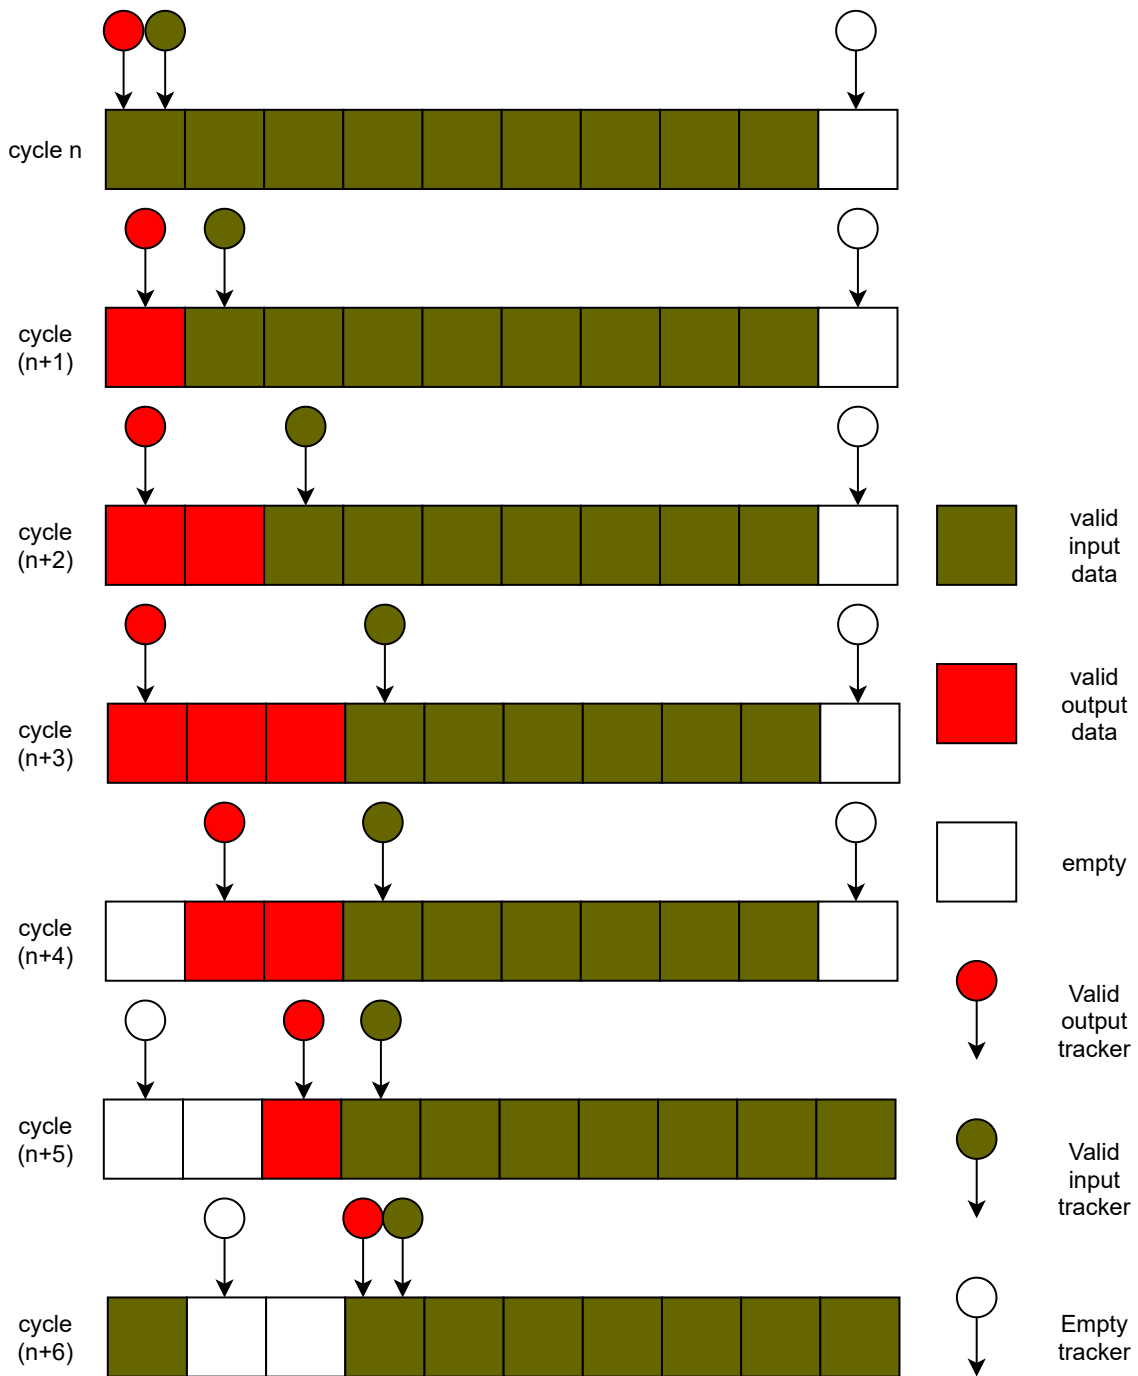 cycle n
cycle
(n+1)
cycle
(n+2)
cycle
(n+3)
cycle
(n+4)
cycle
(n+5)
cycle
(n+6)
valid
input
data
valid
output
data
empty
Valid
output
tracker
Valid
input
tracker
Empty
tracker